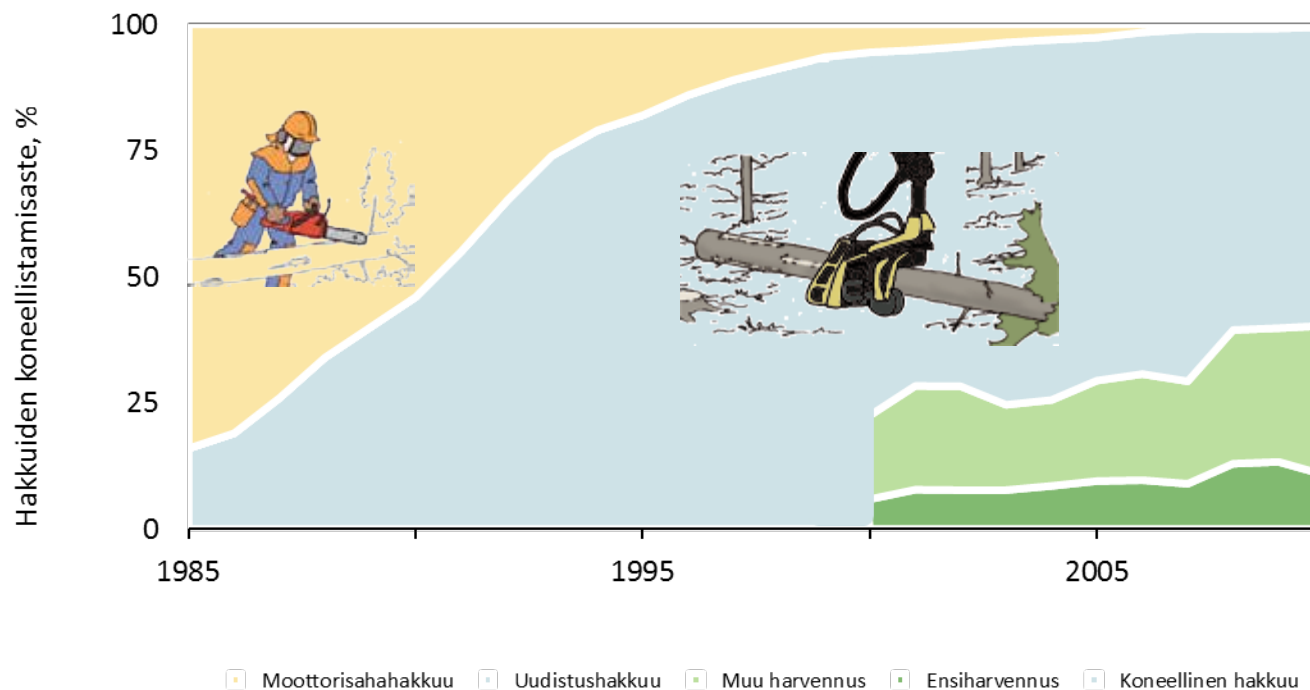 Hakkuiden koneellistamisaste, %
100
75
50
25
0
1985 1995 2005
Moottorisahahakkuu Uudistushakkuu Muu harvennus Ensiharvennus Koneellinen hakkuu